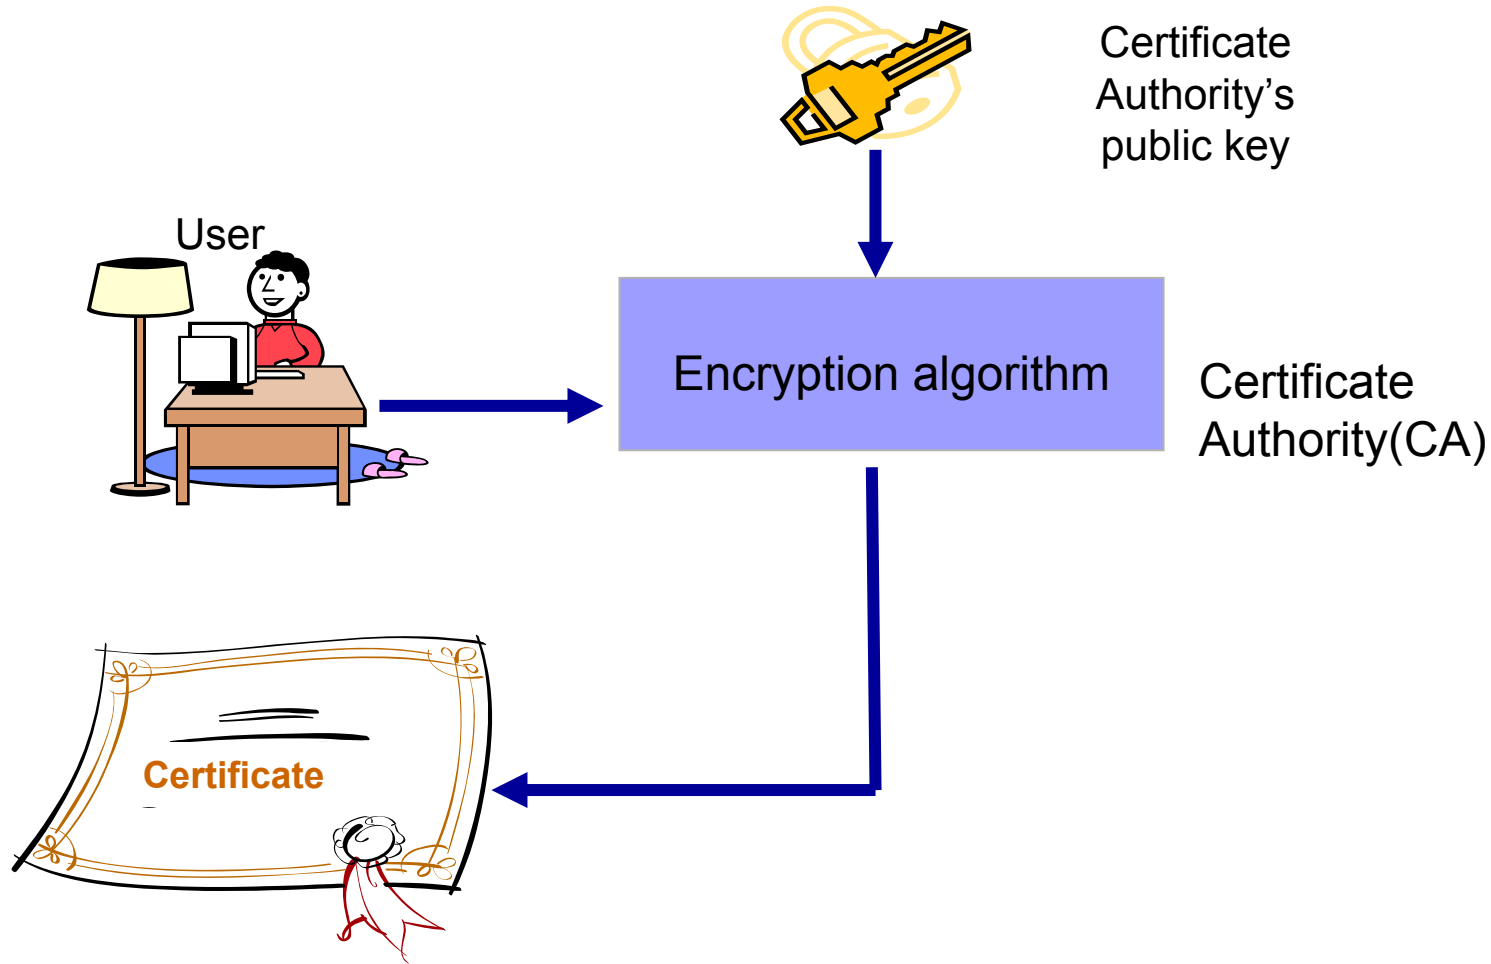 Certificate
Authority’s
public key
User
Encryption algorithm
Certificate
Authority(CA)
Certificate